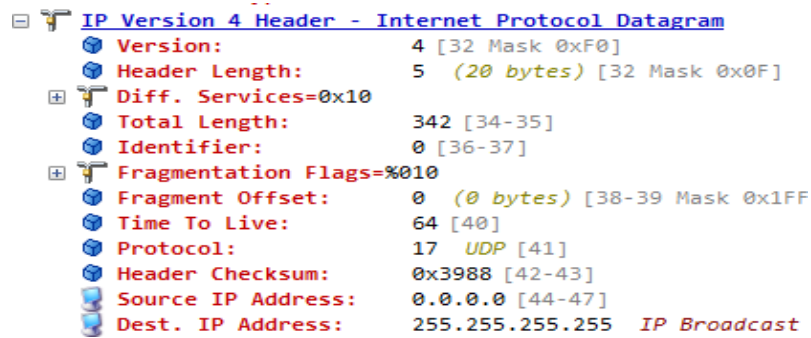 IP Version 4 Header - Internet Protocol Datagram
Version: 4 [32 Mask 0xF0]
Header Length: 5 (20 bytes) [32 Mask 0x0F]
Diff. Services=0x10
Total Length: 342 [34-35]
Identifier: 0 [36-37]
Fragmentation Flags=%010
Fragment Offset: 0 (0 bytes) [38-39 Mask 0x1FF
Time To Live: 64 [40]
Protocol: 17 UDP [41]
Header Checksum: 0x3988 [42-43]
Source IP Address: 0.0.0.0 [44-47]
Dest. IP Address: 255.255.255.255 IP Broadcast